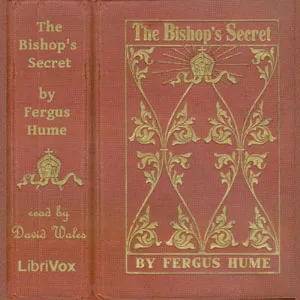 The
Bishop's
Secret
by
Fergus
Hume
read by
David Wales
LibriVox
The Bishop's Secret
BY FERGUS HUME